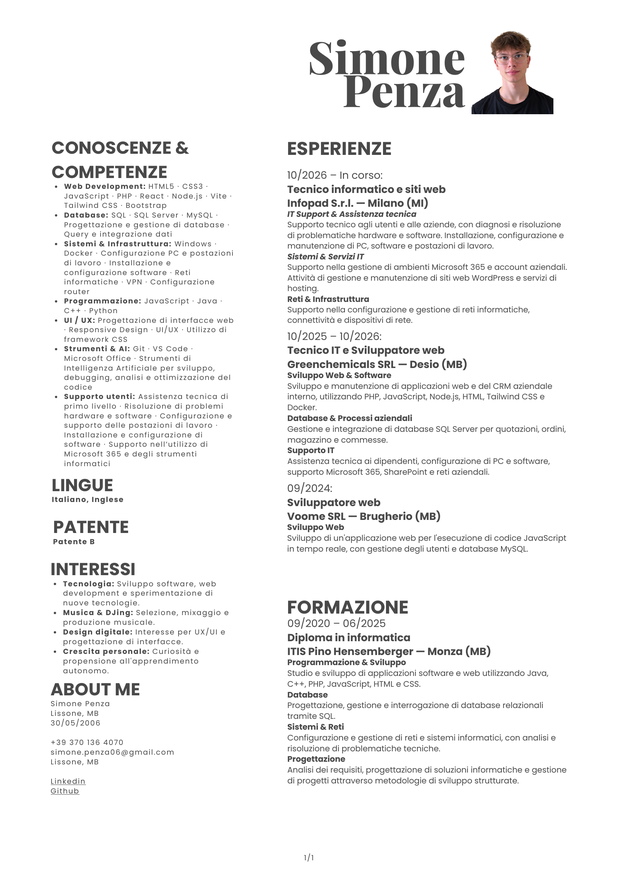 Simone
Penza
CONOSCENZE &
COMPETENZE
• Web Development: HTML5 · CSS3 ·
JavaScript · PHP · React · Node.js · Vite ·
Tailwind CSS · Bootstrap
• Database: SQL · SQL Server · MySQL ·
Progettazione e gestione di database ·
Query e integrazione dati
• Sistemi & Infrastruttura: Windows ·
Docker · Configurazione PC e postazioni
di lavoro · Installazione e
configurazione software · Reti
informatiche · VPN · Configurazione
router
• Programmazione: JavaScript · Java ·
C++ · Python
• UI / UX: Progettazione di interfacce web
· Responsive Design · UI/UX · Utilizzo di
framework CSS
• Strumenti & AI: Git · VS Code ·
Microsoft Office · Strumenti di
Intelligenza Artificiale per sviluppo,
debugging, analisi e ottimizzazione del
codice
• Supporto utenti: Assistenza tecnica di
primo livello · Risoluzione di problemi
hardware e software · Configurazione e
supporto delle postazioni di lavoro ·
Installazione e configurazione di
software · Supporto nell'utilizzo di
Microsoft 365 e degli strumenti
informatici
LINGUE
Italiano, Inglese
PATENTE
Patente B
INTERESSI
• Tecnologia: Sviluppo software, web
development e sperimentazione di
nuove tecnologie.
• Musica & DJing: Selezione, mixaggio e
produzione musicale.
• Design digitale: Interesse per UX/UI e
progettazione di interfacce.
• Crescita personale: Curiosità e
propensione all'apprendimento
autonomo.
ABOUT ME
Simone Penza
Lissone, MB
30/05/2006
+39 370 136 4070
simone.penza06@gmail.com
Lissone, MB
Linkedin
Github
ESPERIENZE
10/2026 – In corso:
Tecnico informatico e siti web
Infopad S.r.l. — Milano (MI)
IT Support & Assistenza tecnica
Supporto tecnico agli utenti e alle aziende, con diagnosi e risoluzione
di problematiche hardware e software. Installazione, configurazione e
manutenzione di PC, software e postazioni di lavoro.
Sistemi & Servizi IT
Supporto nella gestione di ambienti Microsoft 365 e account aziendali.
Attività di gestione e manutenzione di siti web WordPress e servizi di
hosting.
Reti & Infrastruttura
Supporto nella configurazione e gestione di reti informatiche,
connettività e dispositivi di rete.
10/2025 – 10/2026:
Tecnico IT e Sviluppatore web
Greenchemicals SRL — Desio (MB)
Sviluppo Web & Software
Sviluppo e manutenzione di applicazioni web e del CRM aziendale
interno, utilizzando PHP, JavaScript, Node.js, HTML, Tailwind CSS e
Docker.
Database & Processi aziendali
Gestione e integrazione di database SQL Server per quotazioni, ordini,
magazzino e commesse.
Supporto IT
Assistenza tecnica ai dipendenti, configurazione di PC e software,
supporto Microsoft 365, SharePoint e reti aziendali.
09/2024:
Sviluppatore web
Voome SRL — Brugherio (MB)
Sviluppo Web
Sviluppo di un'applicazione web per l'esecuzione di codice JavaScript
in tempo reale, con gestione degli utenti e database MySQL.
FORMAZIONE
09/2020 – 06/2025
Diploma in informatica
ITIS Pino Hensemberger — Monza (MB)
Programmazione & Sviluppo
Studio e sviluppo di applicazioni software e web utilizzando Java,
C++, PHP, JavaScript, HTML e CSS.
Database
Progettazione, gestione e interrogazione di database relazionali
tramite SQL.
Sistemi & Reti
Configurazione e gestione di reti e sistemi informatici, con analisi e
risoluzione di problematiche tecniche.
Progettazione
Analisi dei requisiti, progettazione di soluzioni informatiche e gestione
di progetti attraverso metodologie di sviluppo strutturate.
1/1